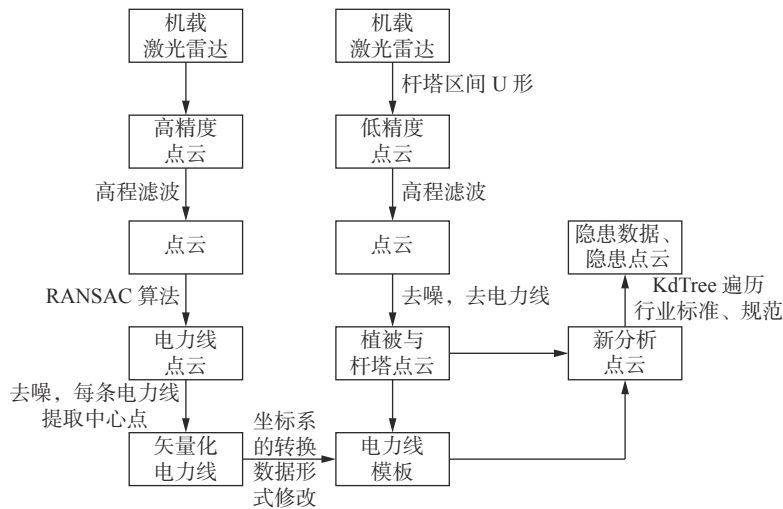 机载
激光雷达
高精度
点云
高程滤波
点云
RANSAC 算法
电力线
点云
去噪，每条电力线
提取中心点
矢量化
电力线
坐标系
的转换
数据形
式修改
机载
激光雷达
杆塔区间 U 形
低精度
点云
高程滤波
点云
去噪，去电力线
植被与
杆塔点云
电力线
模板
隐患数据、
隐患点云
KdTree 遍历
行业标准、规范
新分析
点云